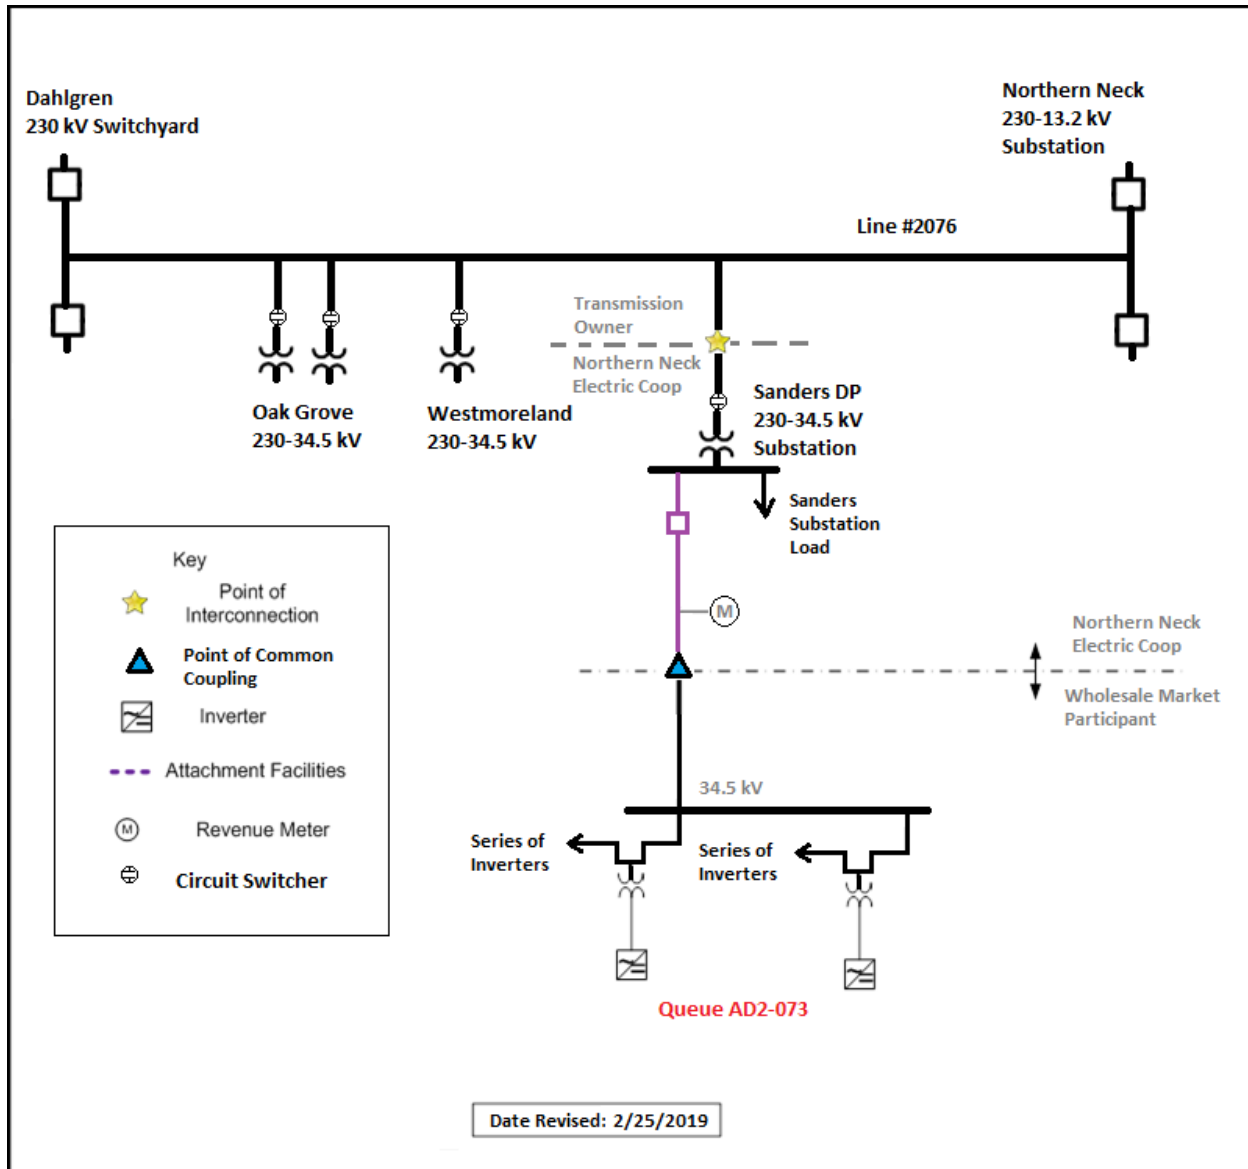 Dahlgren
230 kV Switchyard
Northern Neck
230-13.2 kV
Substation
Line #2076
Transmission
Owner
Northern Neck
Electric Coop
Oak Grove
230-34.5 kV
Westmoreland
230-34.5 kV
Sanders DP
230-34.5 kV
Substation
Sanders
Substation
Load
M
Key
Point of
Interconnection
Point of Common
Coupling
Inverter
Attachment Facilities
M
Revenue Meter
Circuit Switcher
Northern Neck
Electric Coop
Wholesale Market
Participant
34.5 kV
Series of
Inverters
Series of
Inverters
Queue AD2-073
Date Revised: 2/25/2019